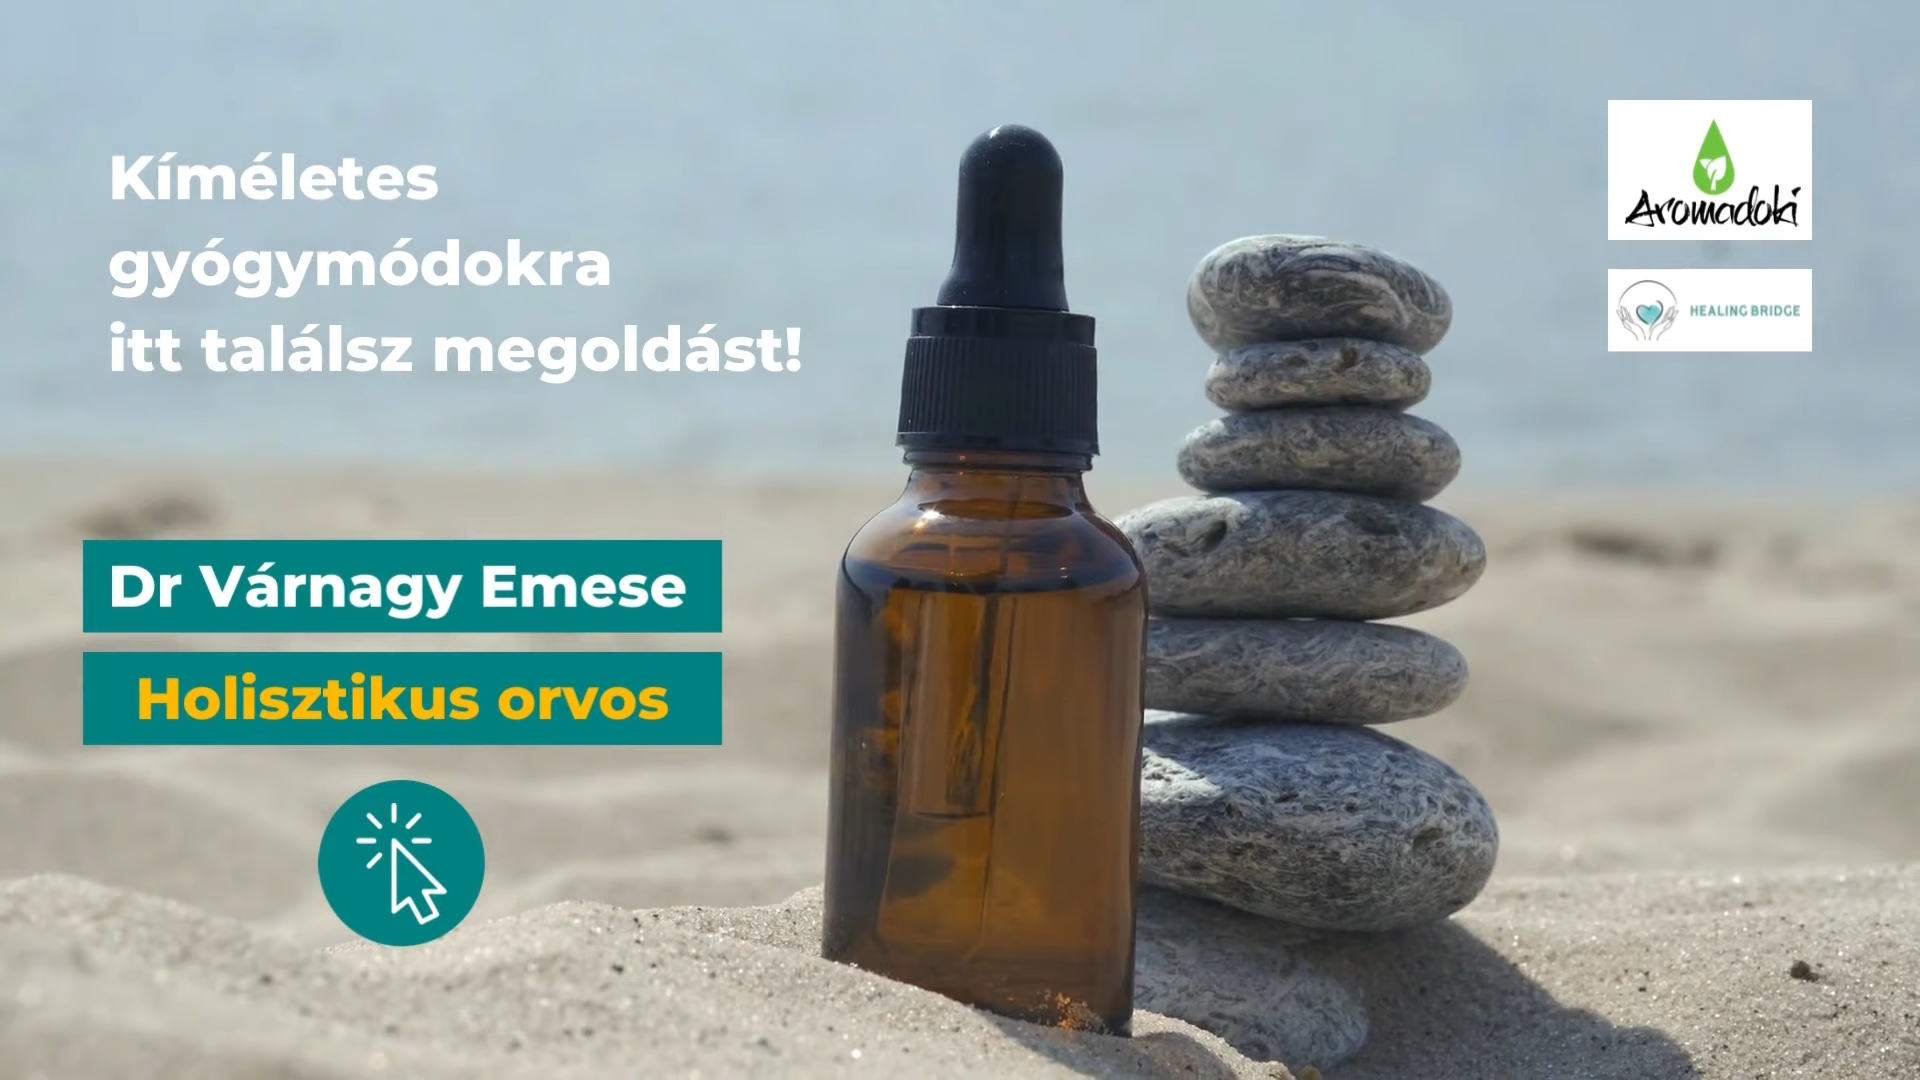 Kíméletes
gyógymódokra
itt találsz megoldást!
Dr Várnagy Emese
Holisztikus orvos
Aromadoki
HEALING BRIDGE